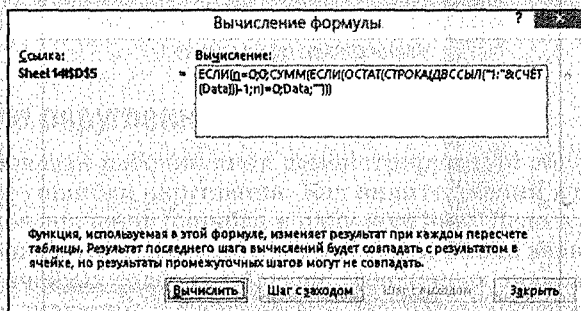 Вычисление формулы
?
Ссылка:
Вычисление:
Sheet14!$D$5
=
ЕСЛИ(n=0;0;СУММ(ЕСЛИ(ОСТАТ(СТРОКА(ДВССЫЛ("1:"&СЧЁТ
(Data)))-1;n)=0;Data;"")))
Функция, используемая в этой формуле, изменяет результат при каждом пересчете
таблицы. Результат последнего шага вычислений будет совпадать с результатом в
ячейке, но результаты промежуточных шагов могут не совпадать.
Вычислить
Шаг с заходом
Закрыть